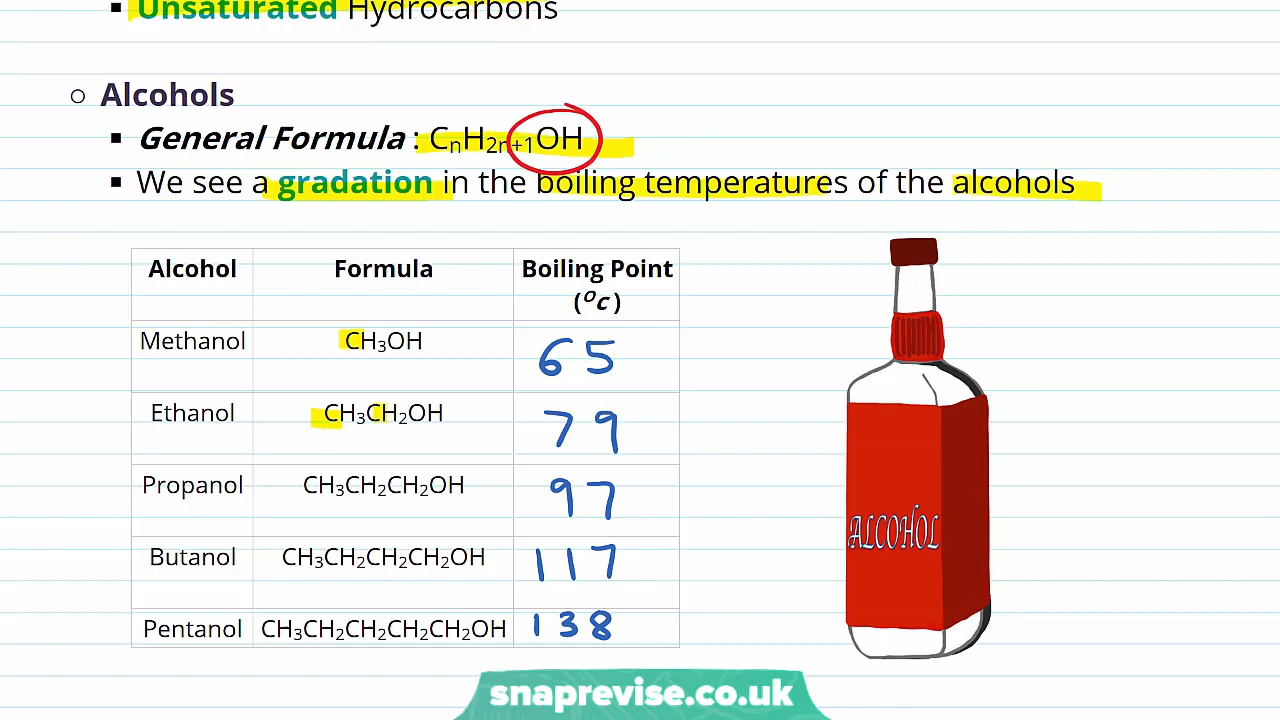 ▪ Unsaturated Hydrocarbons
○ Alcohols
▪ General Formula : CₙH₂ₙ₊₁OH
▪ We see a gradation in the boiling temperatures of the alcohols
Alcohol Formula Boiling Point
(°c)
Methanol CH₃OH 65
Ethanol CH₃CH₂OH 79
Propanol CH₃CH₂CH₂OH 97
Butanol CH₃CH₂CH₂CH₂OH 117
Pentanol CH₃CH₂CH₂CH₂CH₂OH 138
ALCOHOL
snaprevise.co.uk